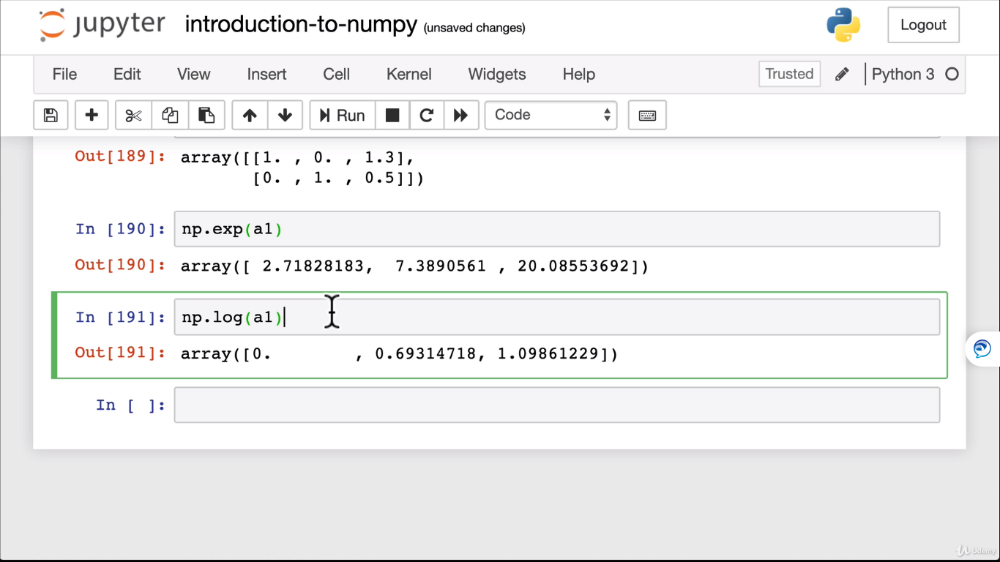 jupyter introduction-to-numpy (unsaved changes) Logout
File Edit View Insert Cell Kernel Widgets Help Trusted Python 3
Run Code
Out[189]: array([[1. , 0. , 1.3],
[0. , 1. , 0.5]])
In [190]: np.exp(a1)
Out[190]: array([ 2.71828183,  7.3890561 , 20.08553692])
In [191]: np.log(a1)
Out[191]: array([0.        , 0.69314718, 1.09861229])
In [ ]:
Udemy